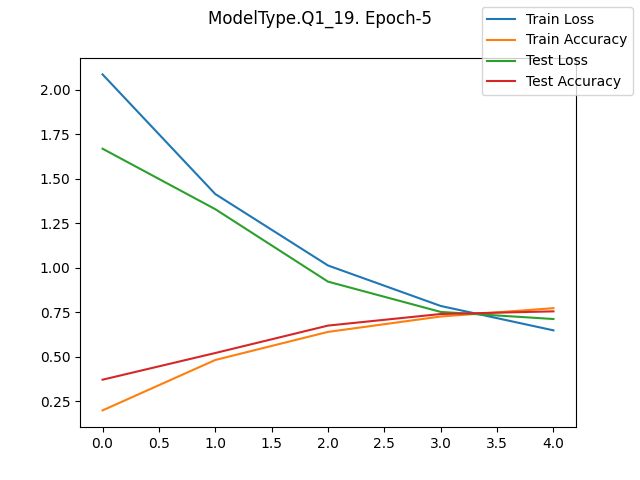 ModelType.Q1_19. Epoch-5
Train Loss
Train Accuracy
Test Loss
Test Accuracy
2.00
1.75
1.50
1.25
1.00
0.75
0.50
0.25
0.0 0.5 1.0 1.5 2.0 2.5 3.0 3.5 4.0